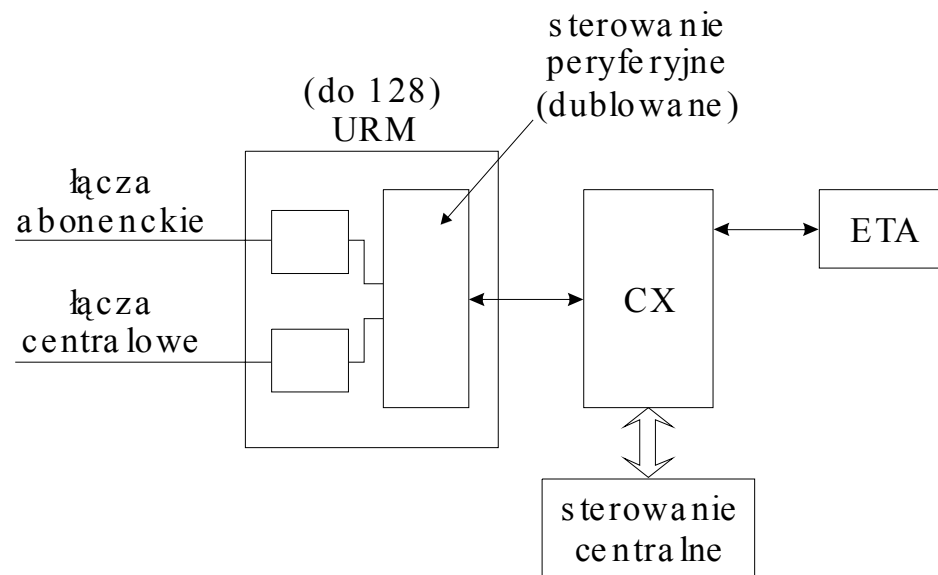 sterowanie
peryferyjne
(dublowane)
(do 128)
URM
łącza
abonenckie
łącza
centralowe
CX
ETA
sterowanie
centralne